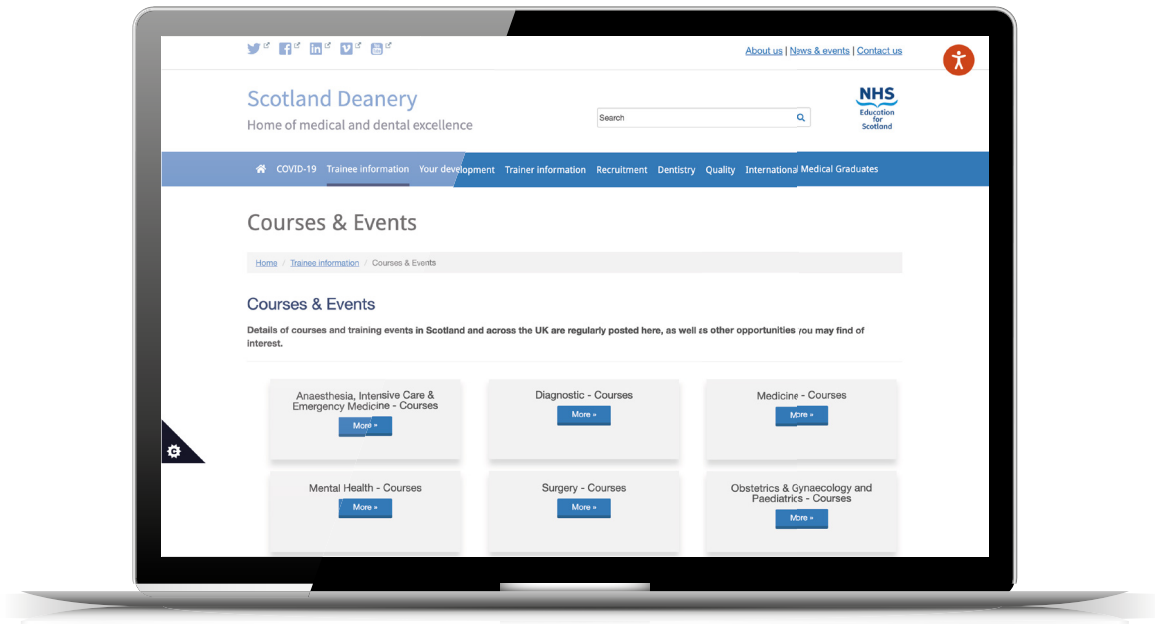 About us | News & events | Contact us
Scotland Deanery
Home of medical and dental excellence
Search
NHS
Education
for
Scotland
COVID-19 Trainee information Your development Trainer information Recruitment Dentistry Quality International Medical Graduates
Courses & Events
Home / Trainee information / Courses & Events
Courses & Events
Details of courses and training events in Scotland and across the UK are regularly posted here, as well as other opportunities you may find of
interest.
Anaesthesia, Intensive Care &
Emergency Medicine - Courses
More »
Diagnostic - Courses
More »
Medicine - Courses
More »
Mental Health - Courses
More »
Surgery - Courses
More »
Obstetrics & Gynaecology and
Paediatrics - Courses
More »